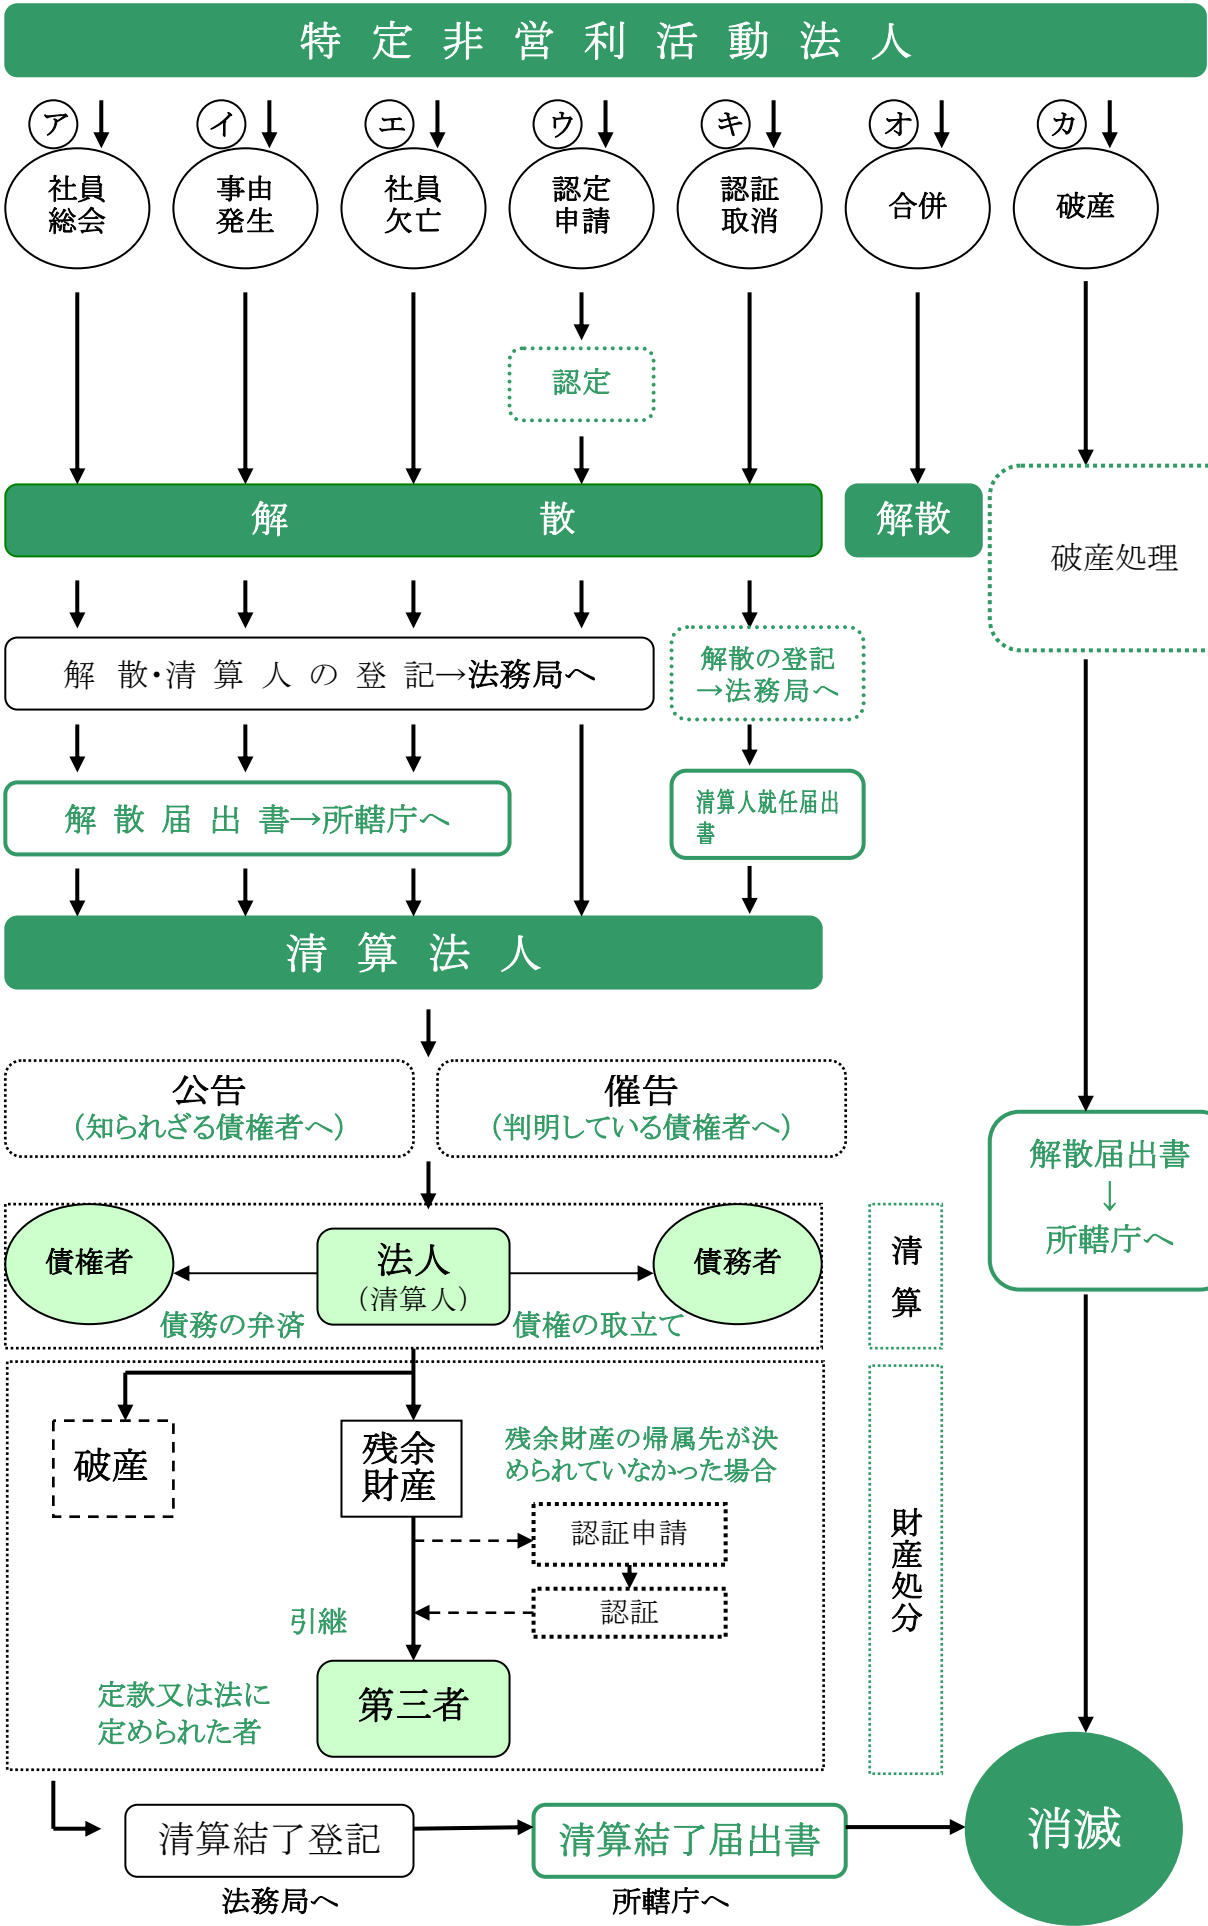 特定非営利活動法人
ア
イ
エ
ウ
キ
オ
カ
社員
総会
事由
発生
社員
欠亡
認定
申請
認証
取消
合併
破産
認定
解散
解散
破産処理
解散・清算人の登記→法務局へ
解散の登記
→法務局へ
解散届出書→所轄庁へ
清算人就任届出
書
清算法人
公告
（知られざる債権者へ）
催告
（判明している債権者へ）
解散届出書
↓
所轄庁へ
債権者
法人
（清算人）
債務者
債務の弁済
債権の取立て
清
算
破産
残余
財産
残余財産の帰属先が決
められていなかった場合
認証申請
認証
引継
財
産
処
分
第三者
定款又は法に
定められた者
清算結了登記
清算結了届出書
消滅
法務局へ
所轄庁へ